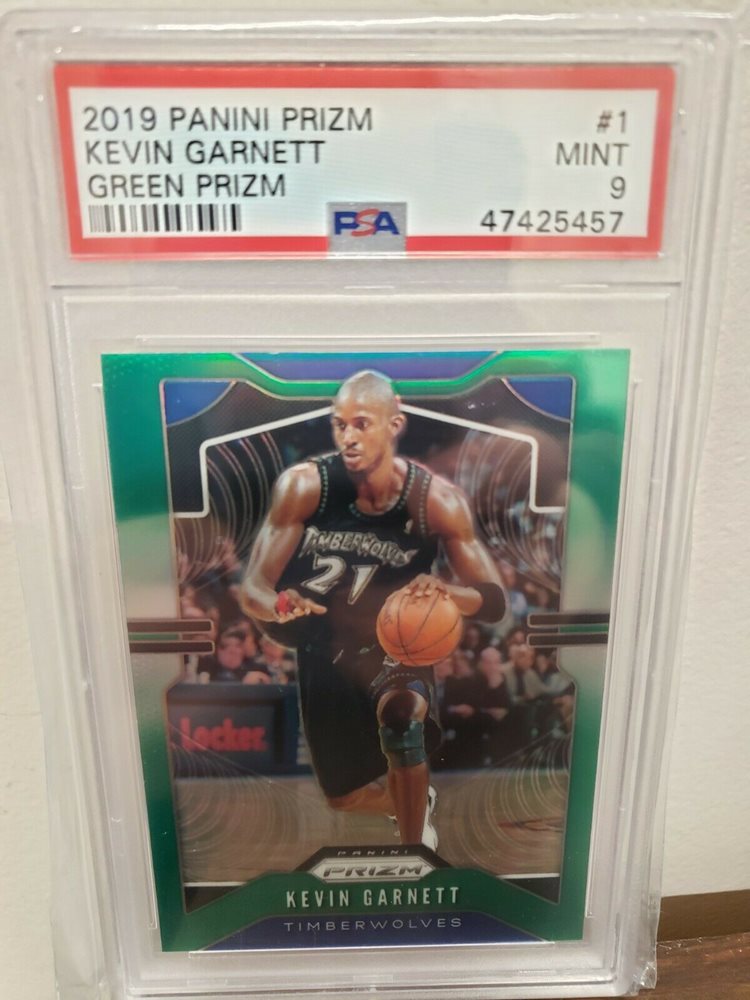 2019 PANINI PRIZM #1
KEVIN GARNETT MINT
GREEN PRIZM 9
PSA 47425457
TIMBERWOLVES
21
Locker
PANINI
PRIZM
KEVIN GARNETT
TIMBERWOLVES